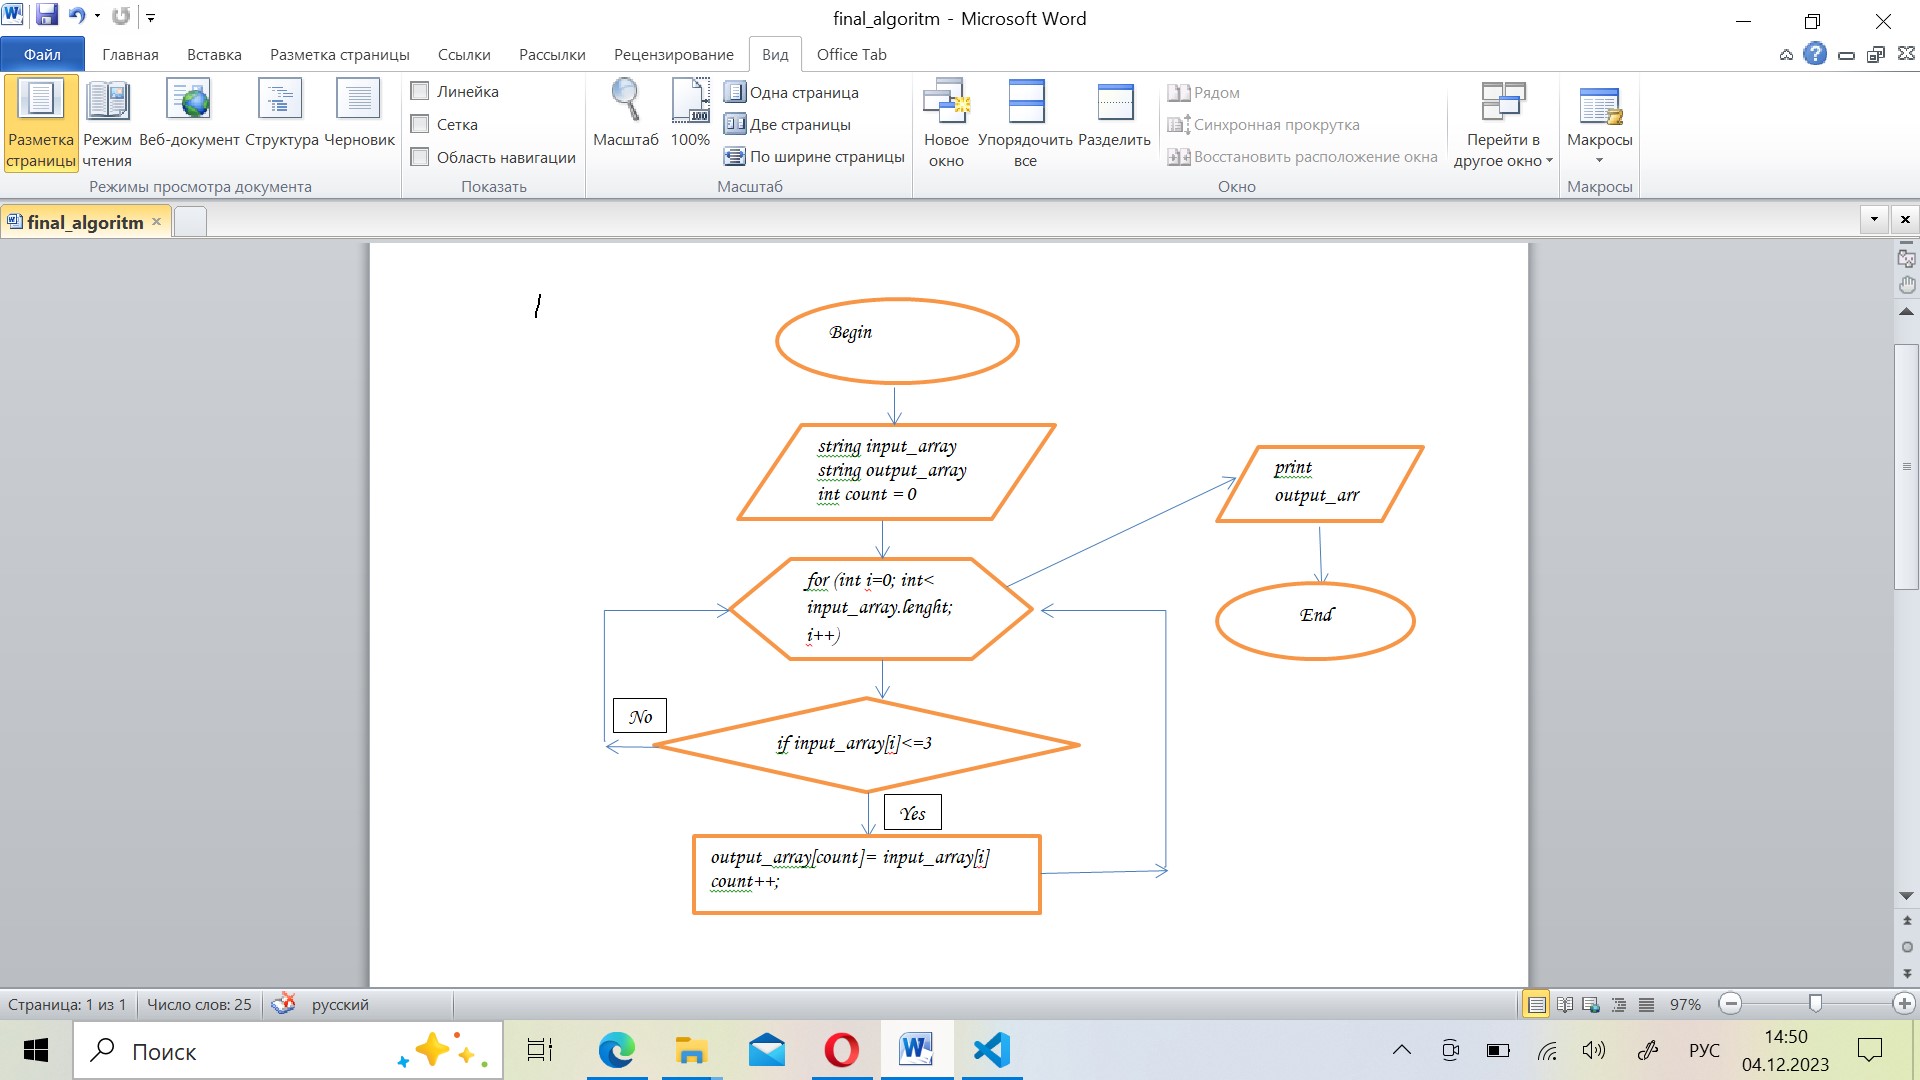 final_algoritm - Microsoft Word
Файл Главная Вставка Разметка страницы Ссылки Рассылки Рецензирование Вид Office Tab
Разметка страницы
Режим чтения
Веб-документ
Структура
Черновик
Режимы просмотра документа
Линейка
Сетка
Область навигации
Показать
Масштаб
100
100%
Одна страница
Две страницы
По ширине страницы
Масштаб
Новое окно
Упорядочить все
Разделить
Рядом
Синхронная прокрутка
Восстановить расположение окна
Окно
Перейти в другое окно
Макросы
Макросы
final_algoritm
Begin
string input_array
string output_array
int count = 0
print
output_arr
for (int i=0; int<
input_array.lenght;
i++)
End
No
if input_array[i]<=3
Yes
output_array[count]= input_array[i]
count++;
Страница: 1 из 1 Число слов: 25 русский 97%
Поиск
РУС
14:50
04.12.2023